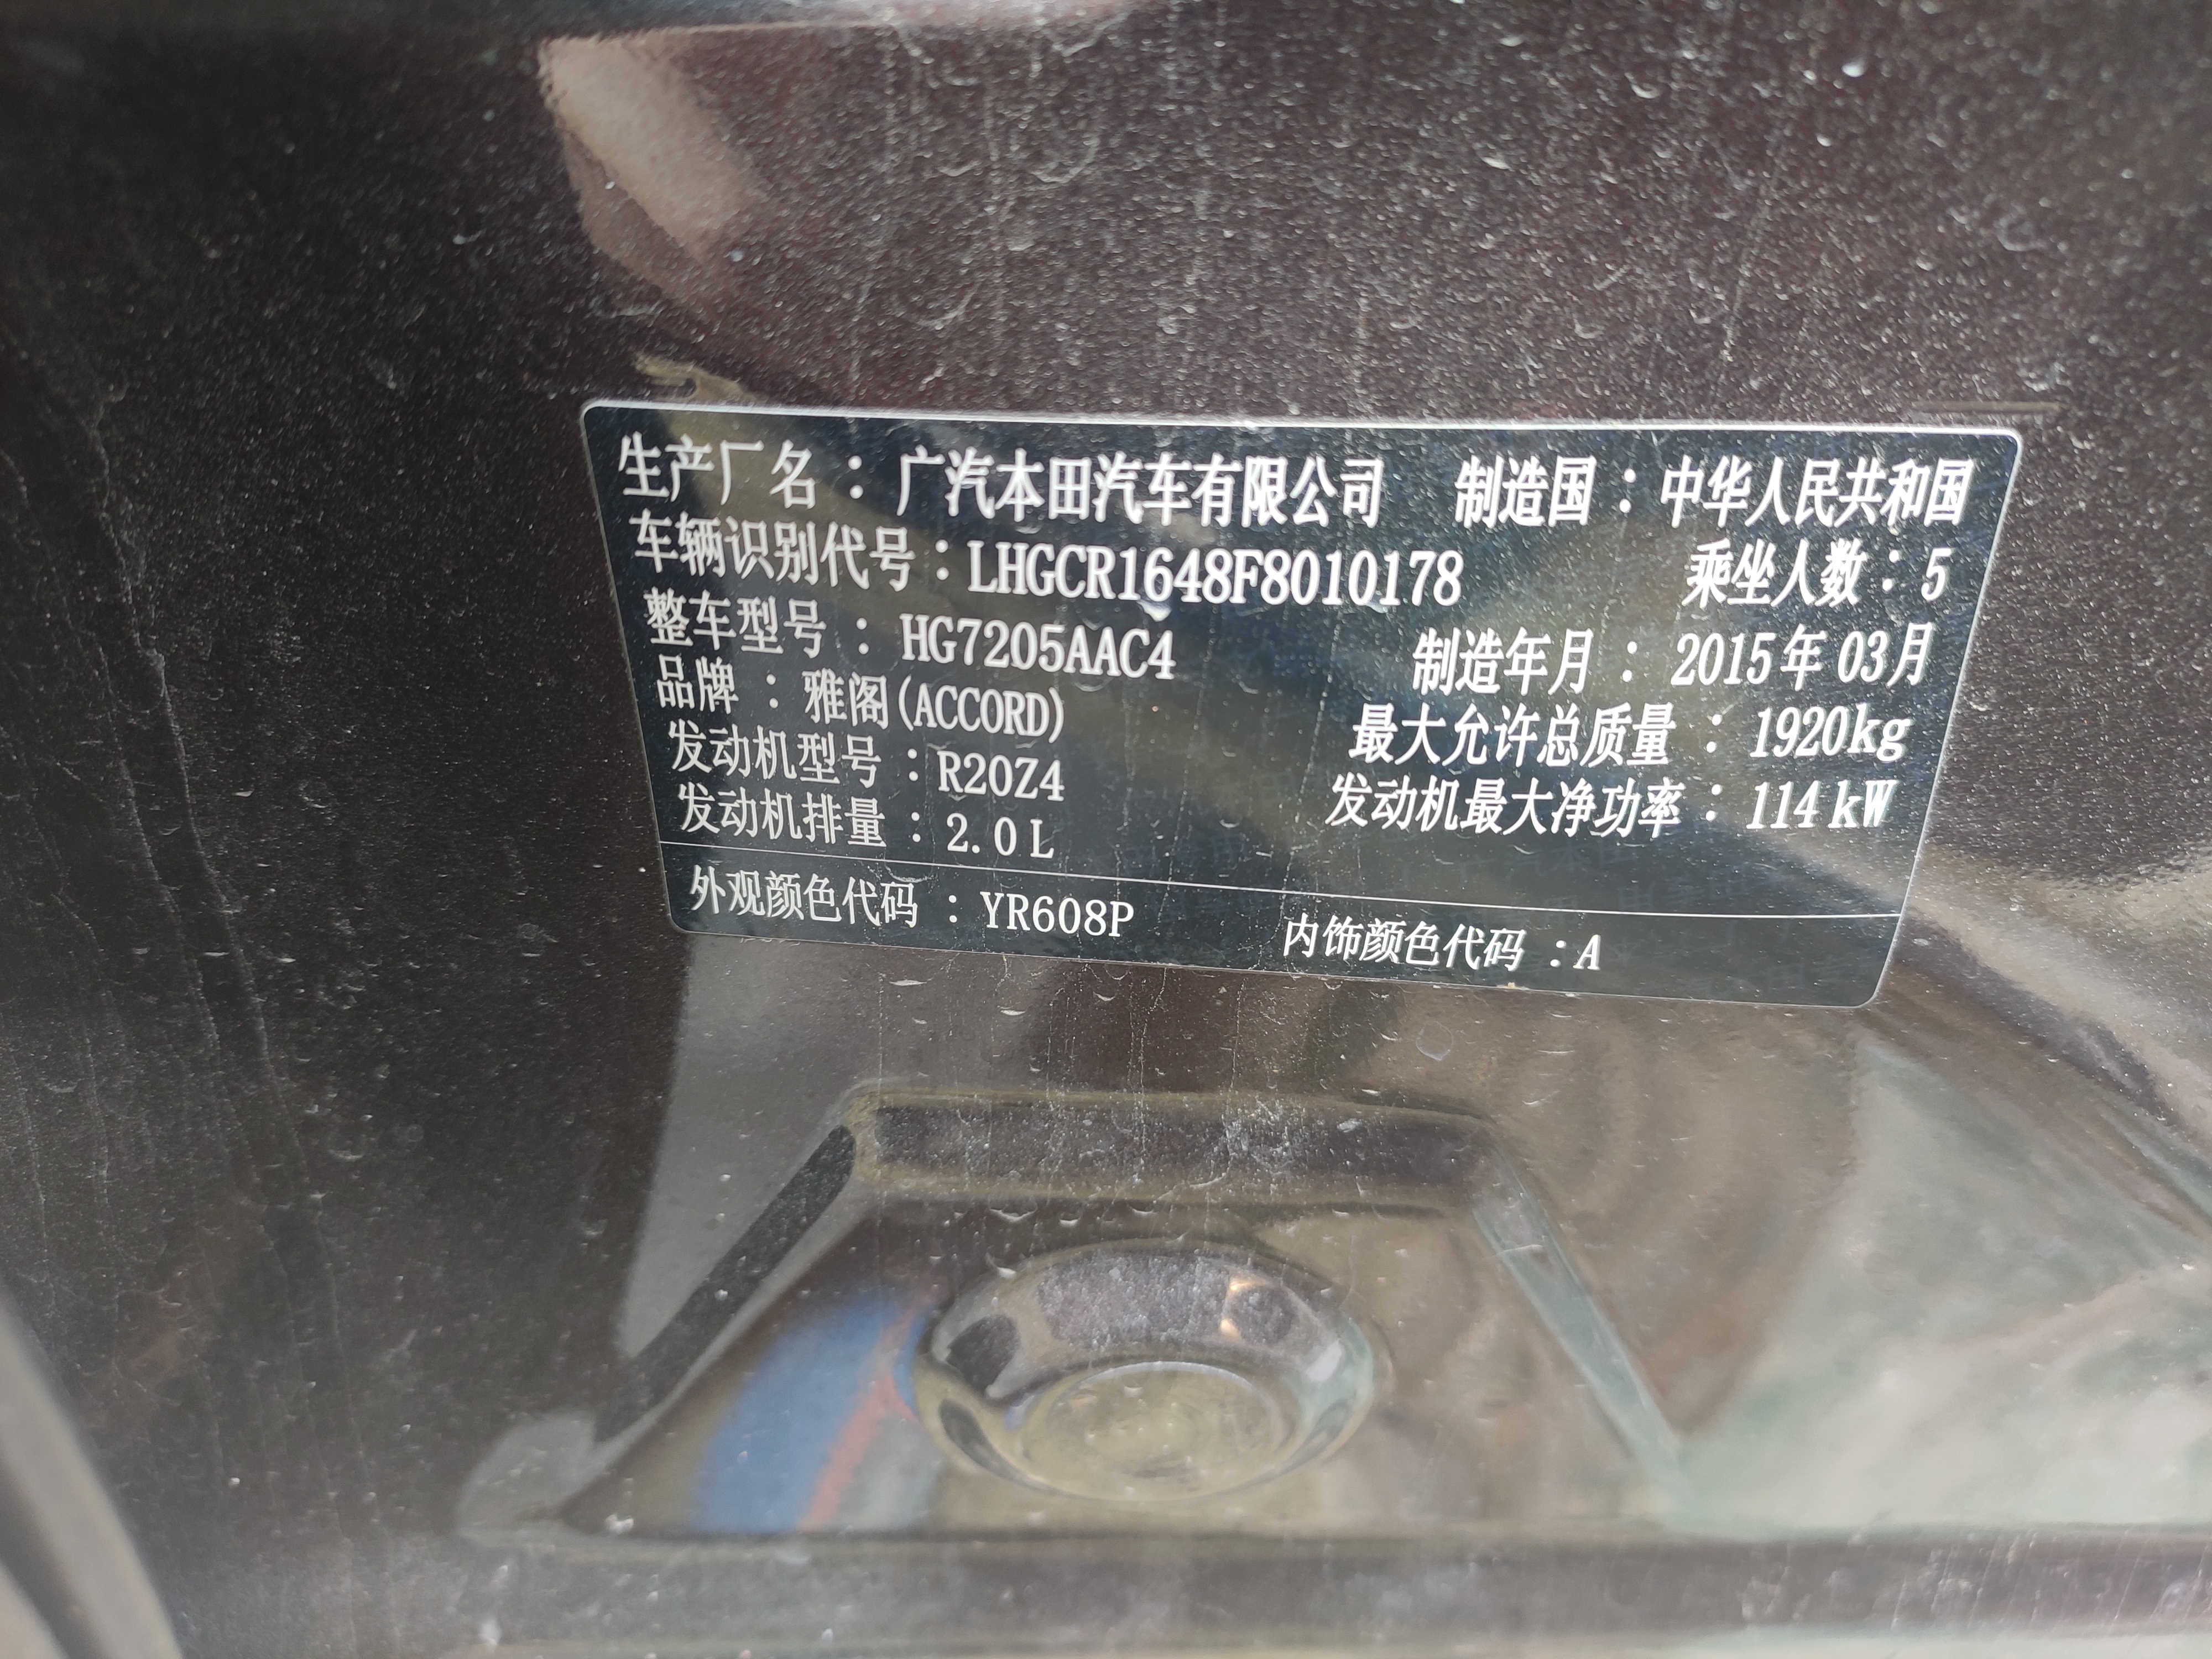 生产厂名：广汽本田汽车有限公司 制造国：中华人民共和国
车辆识别代号：LHGCR1648F8010178 乘坐人数：5
整车型号：HG7205AAC4 制造年月：2015年03月
品牌：雅阁(ACCORD) 最大允许总质量：1920kg
发动机型号：R20Z4 发动机最大净功率：114kW
发动机排量：2.0L
外观颜色代码：YR608P 内饰颜色代码：A